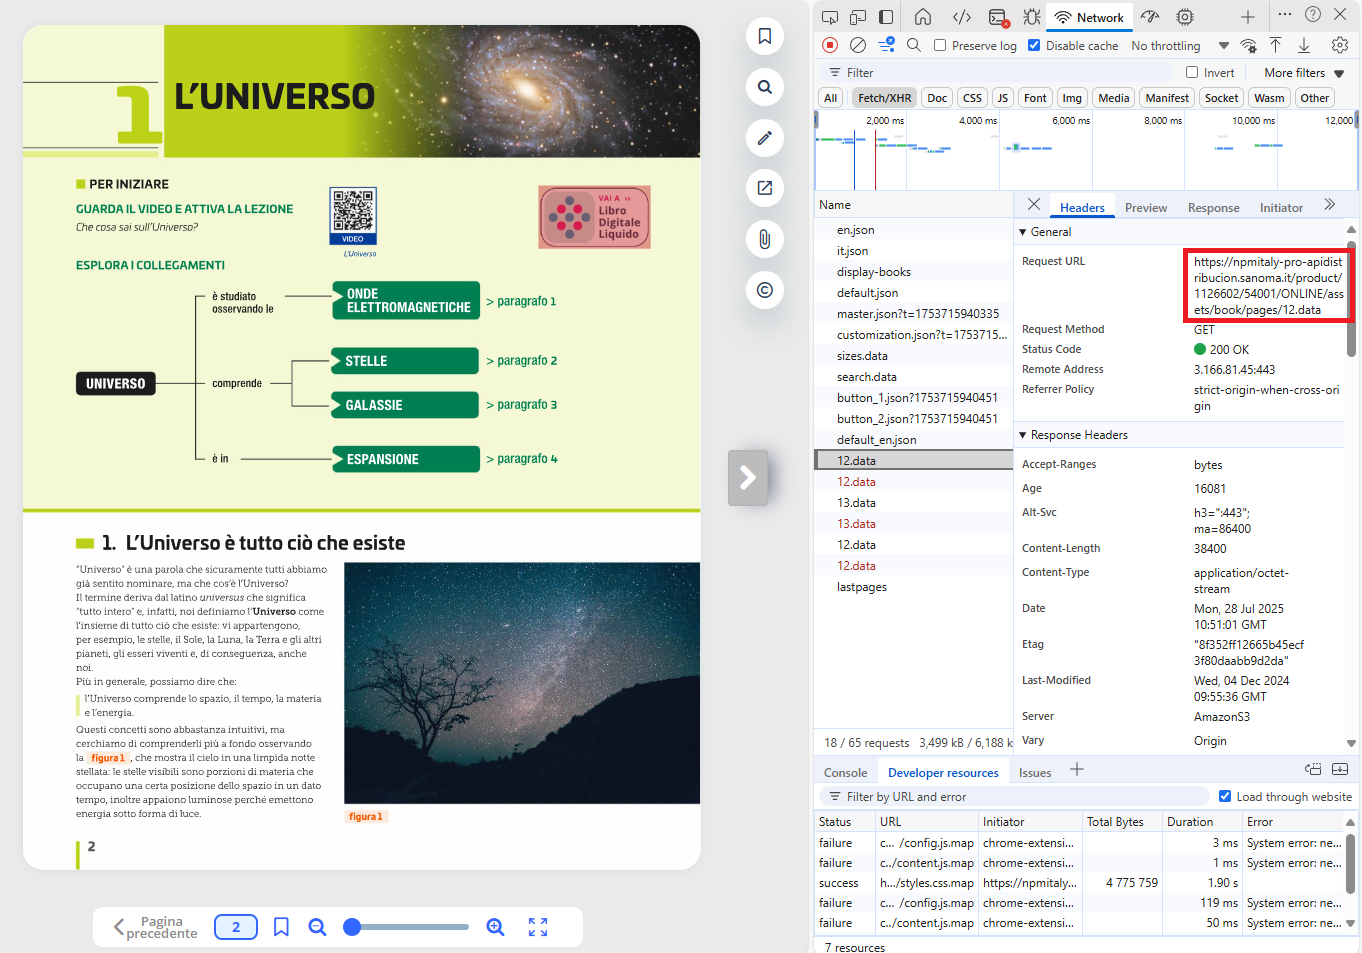 1
L'UNIVERSO
PER INIZIARE
GUARDA IL VIDEO E ATTIVA LA LEZIONE
Che cosa sai sull'Universo?
VIDEO
L'Universo
VAI A »
Libro
Digitale
Liquido
ESPLORA I COLLEGAMENTI
è studiato
osservando le
ONDE
ELETTROMAGNETICHE
> paragrafo 1
STELLE
> paragrafo 2
UNIVERSO
comprende
GALASSIE
> paragrafo 3
è in
ESPANSIONE
> paragrafo 4
1. L'Universo è tutto ciò che esiste
"Universo" è una parola che sicuramente tutti abbiamo
già sentito nominare, ma che cos'è l'Universo?
Il termine deriva dal latino universus che significa
"tutto intero" e, infatti, noi definiamo l'Universo come
l'insieme di tutto ciò che esiste: vi appartengono,
per esempio, le stelle, il Sole, la Luna, la Terra e gli altri
pianeti, gli esseri viventi e, di conseguenza, anche
noi.
Più in generale, possiamo dire che:
l'Universo comprende lo spazio, il tempo, la materia
e l'energia.
Questi concetti sono abbastanza intuitivi, ma
cerchiamo di comprenderli più a fondo osservando
la figura 1, che mostra il cielo in una limpida notte
stellata: le stelle visibili sono porzioni di materia che
occupano una certa posizione dello spazio in un dato
tempo, inoltre appaiono luminose perché emettono
energia sotto forma di luce.
figura 1
2
Pagina
precedente
2
Network
Preserve log
Disable cache
No throttling
Filter
Invert
More filters
All
Fetch/XHR
Doc
CSS
JS
Font
Img
Media
Manifest
Socket
Wasm
Other
2,000 ms
4,000 ms
6,000 ms
8,000 ms
10,000 ms
12,000
Name
en.json
it.json
display-books
default.json
master.json?t=1753715940335
customization.json?t=1753715...
sizes.data
search.data
button_1.json?1753715940451
button_2.json?1753715940451
default_en.json
12.data
12.data
13.data
13.data
12.data
12.data
lastpages
18 / 65 requests 3,499 kB / 6,188 k
Headers
Preview
Response
Initiator
General
Request URL
https://npmitaly-pro-apidist
ribucion.sanoma.it/product/
1126602/54001/ONLINE/ass
ets/book/pages/12.data
Request Method
GET
Status Code
200 OK
Remote Address
3.166.81.45:443
Referrer Policy
strict-origin-when-cross-ori
gin
Response Headers
Accept-Ranges
bytes
Age
16081
Alt-Svc
h3=":443";
ma=86400
Content-Length
38400
Content-Type
application/octet-
stream
Date
Mon, 28 Jul 2025
10:51:01 GMT
Etag
"8f352ff12665b45ecf
3f80daabb9d2da"
Last-Modified
Wed, 04 Dec 2024
09:55:36 GMT
Server
AmazonS3
Vary
Origin
Console
Developer resources
Issues
Filter by URL and error
Load through website
Status URL Initiator Total Bytes Duration Error
failure c... /config.js.map chrome-extensi... 3 ms System error: ne...
failure c.../content.js.map chrome-extensi... 1 ms System error: ne...
success h.../styles.css.map https://npmitaly... 4 775 759 1.90 s
failure c... /config.js.map chrome-extensi... 119 ms System error: ne...
failure c.../content.js.map chrome-extensi... 50 ms System error: ne...
7 resources